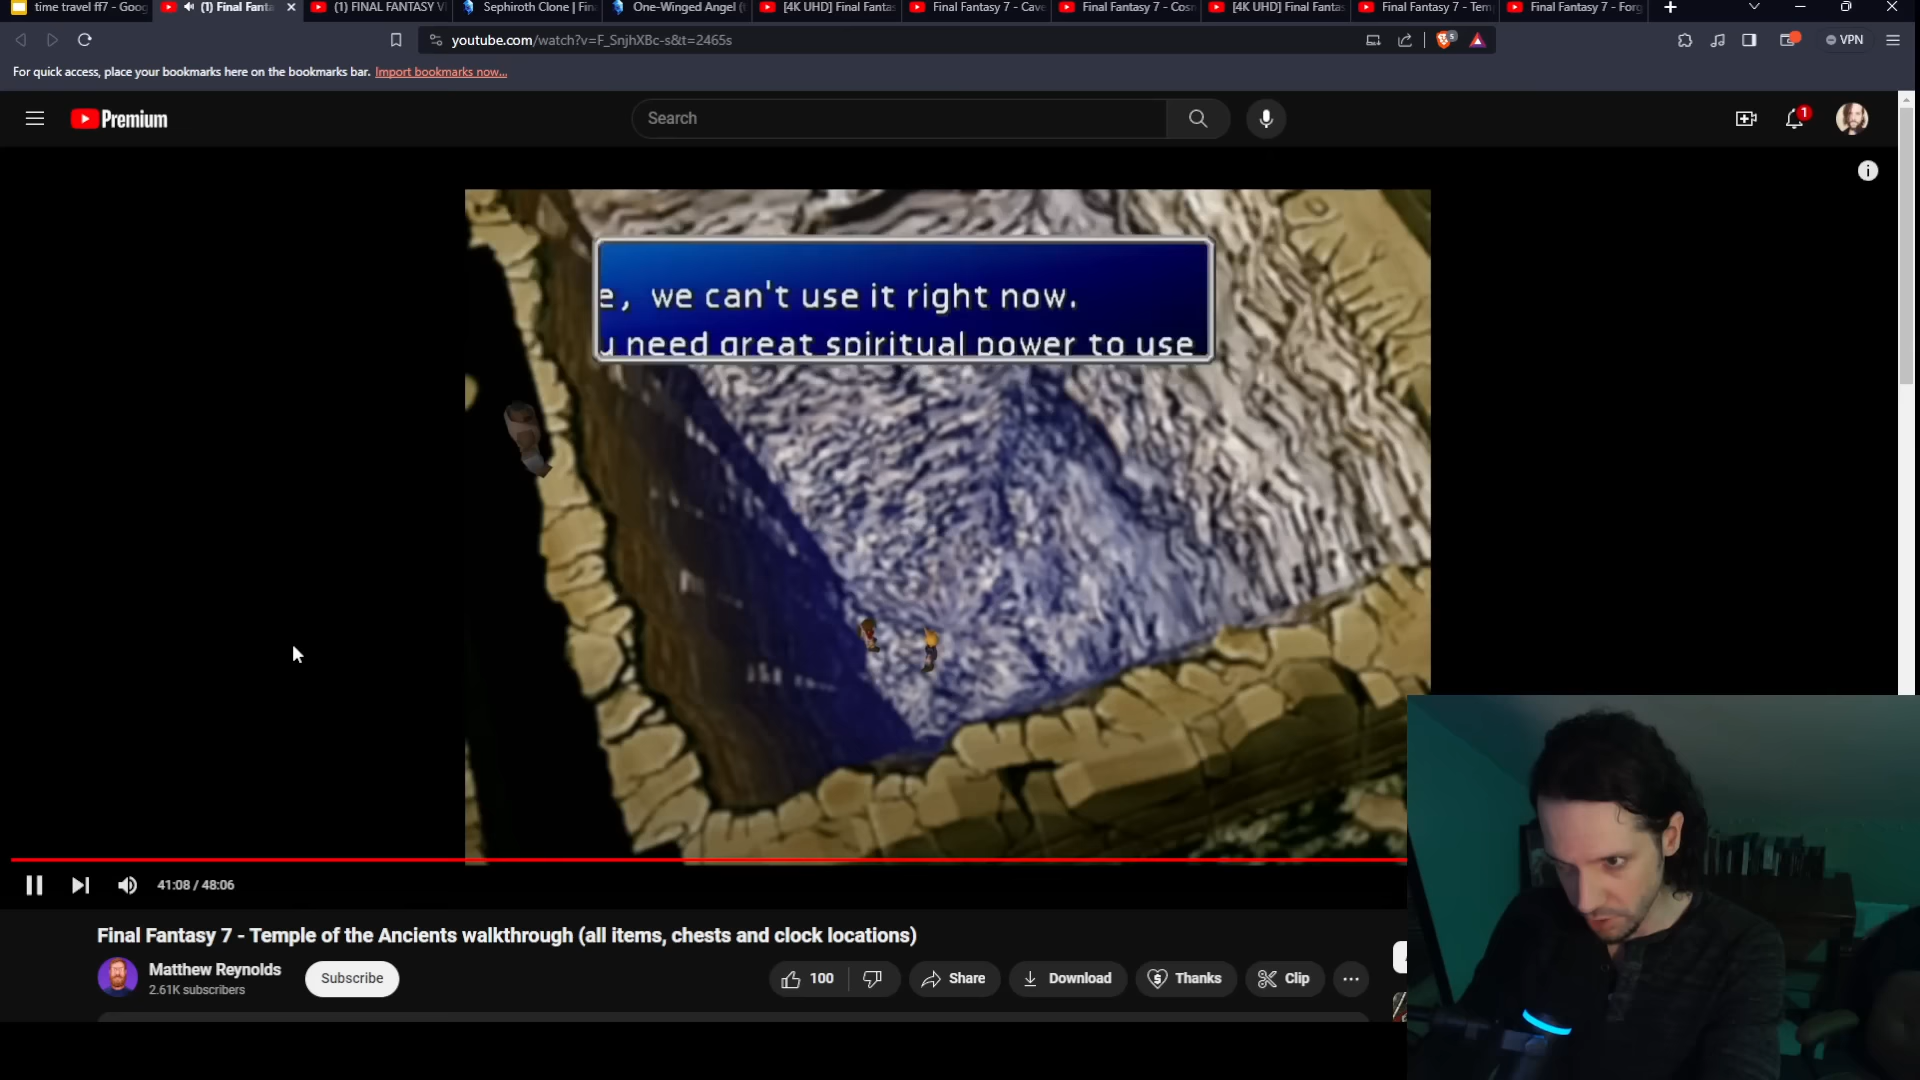 time travel ff7 - Goog
(1) Final Fanta
(1) FINAL FANTASY V
Sephiroth Clone | Fin
One-Winged Angel (
[4K UHD] Final Fantas
Final Fantasy 7 - Cave
Final Fantasy 7 - Cosm
[4K UHD] Final Fantas
Final Fantasy 7 - Tem
Final Fantasy 7 - Forg
youtube.com/watch?v=F_SnjhXBc-s&t=2465s
5
VPN
For quick access, place your bookmarks here on the bookmarks bar. Import bookmarks now...
Premium
Search
1
e, we can't use it right now.
u need great spiritual power to use
41:08 / 48:06
Final Fantasy 7 - Temple of the Ancients walkthrough (all items, chests and clock locations)
Matthew Reynolds
2.61K subscribers
Subscribe
100
Share
Download
Thanks
Clip